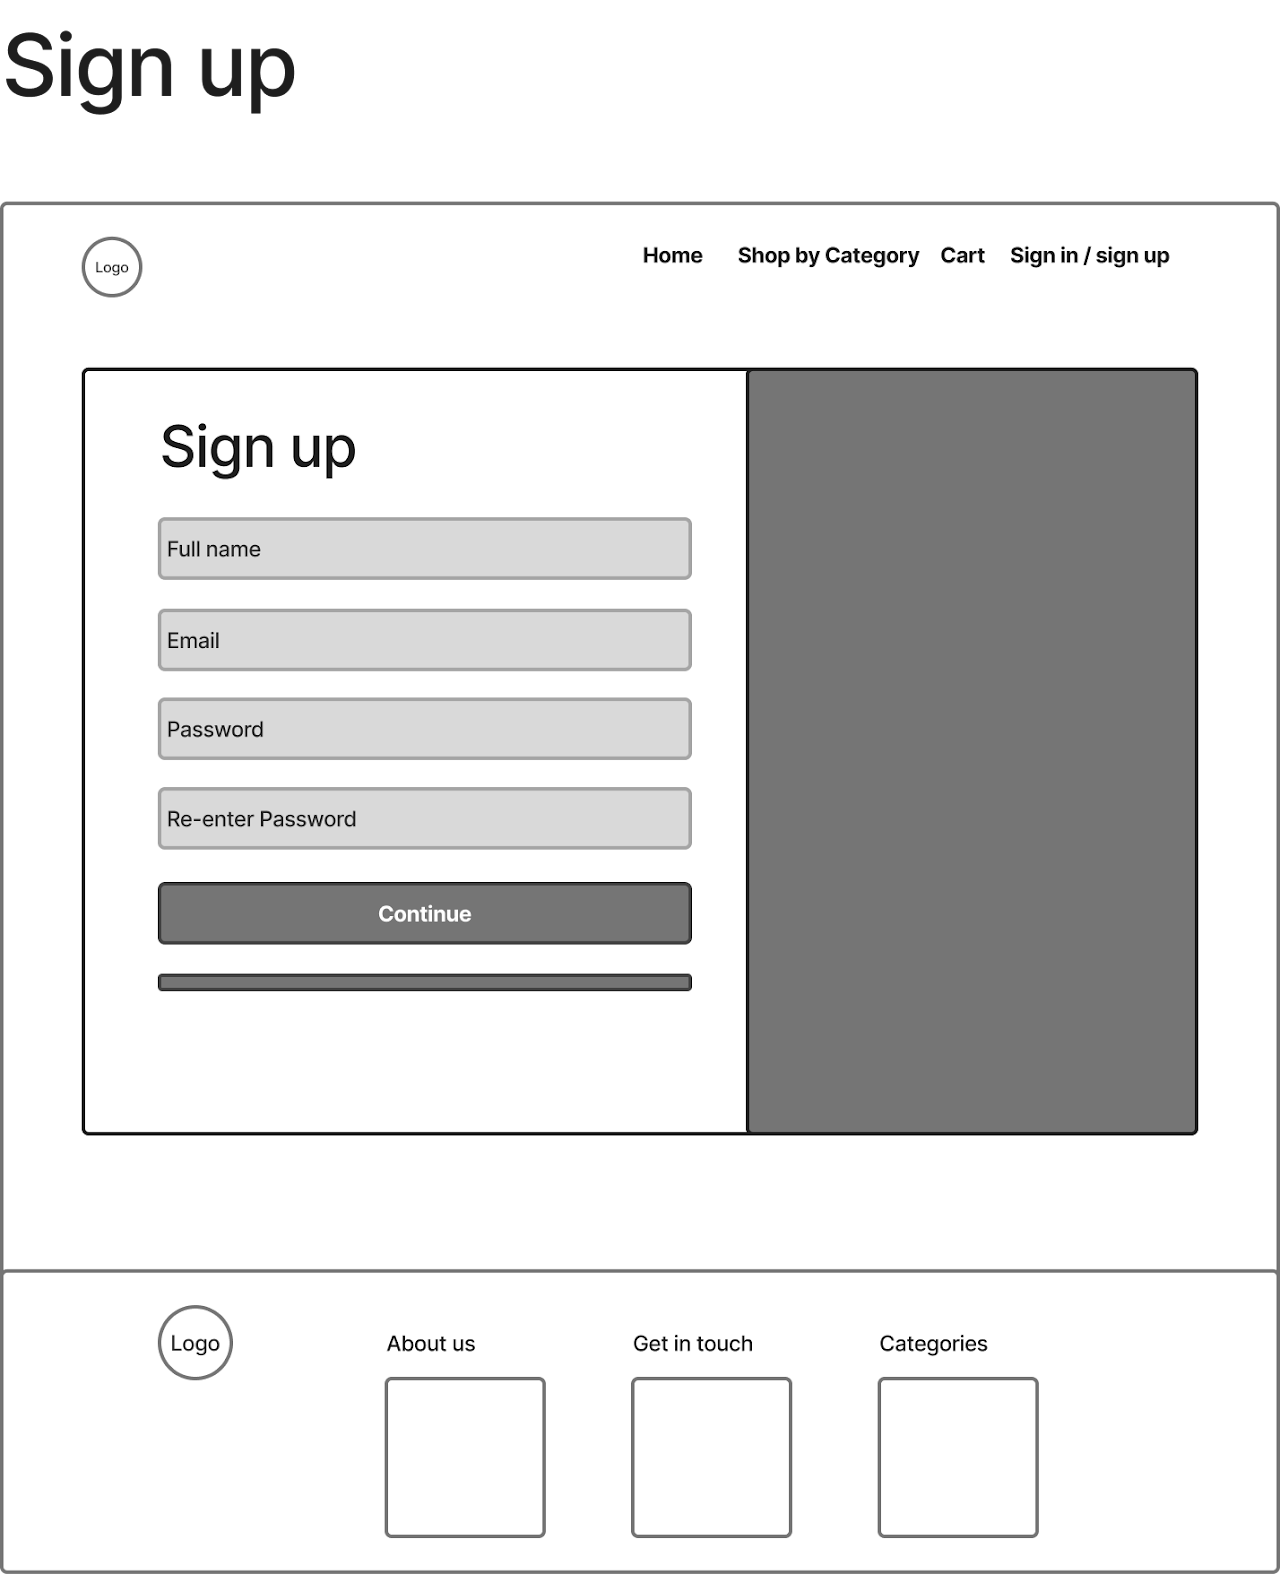 Sign up
Logo
Home Shop by Category Cart Sign in / sign up
Sign up
Full name
Email
Password
Re-enter Password
Continue
Logo
About us Get in touch Categories